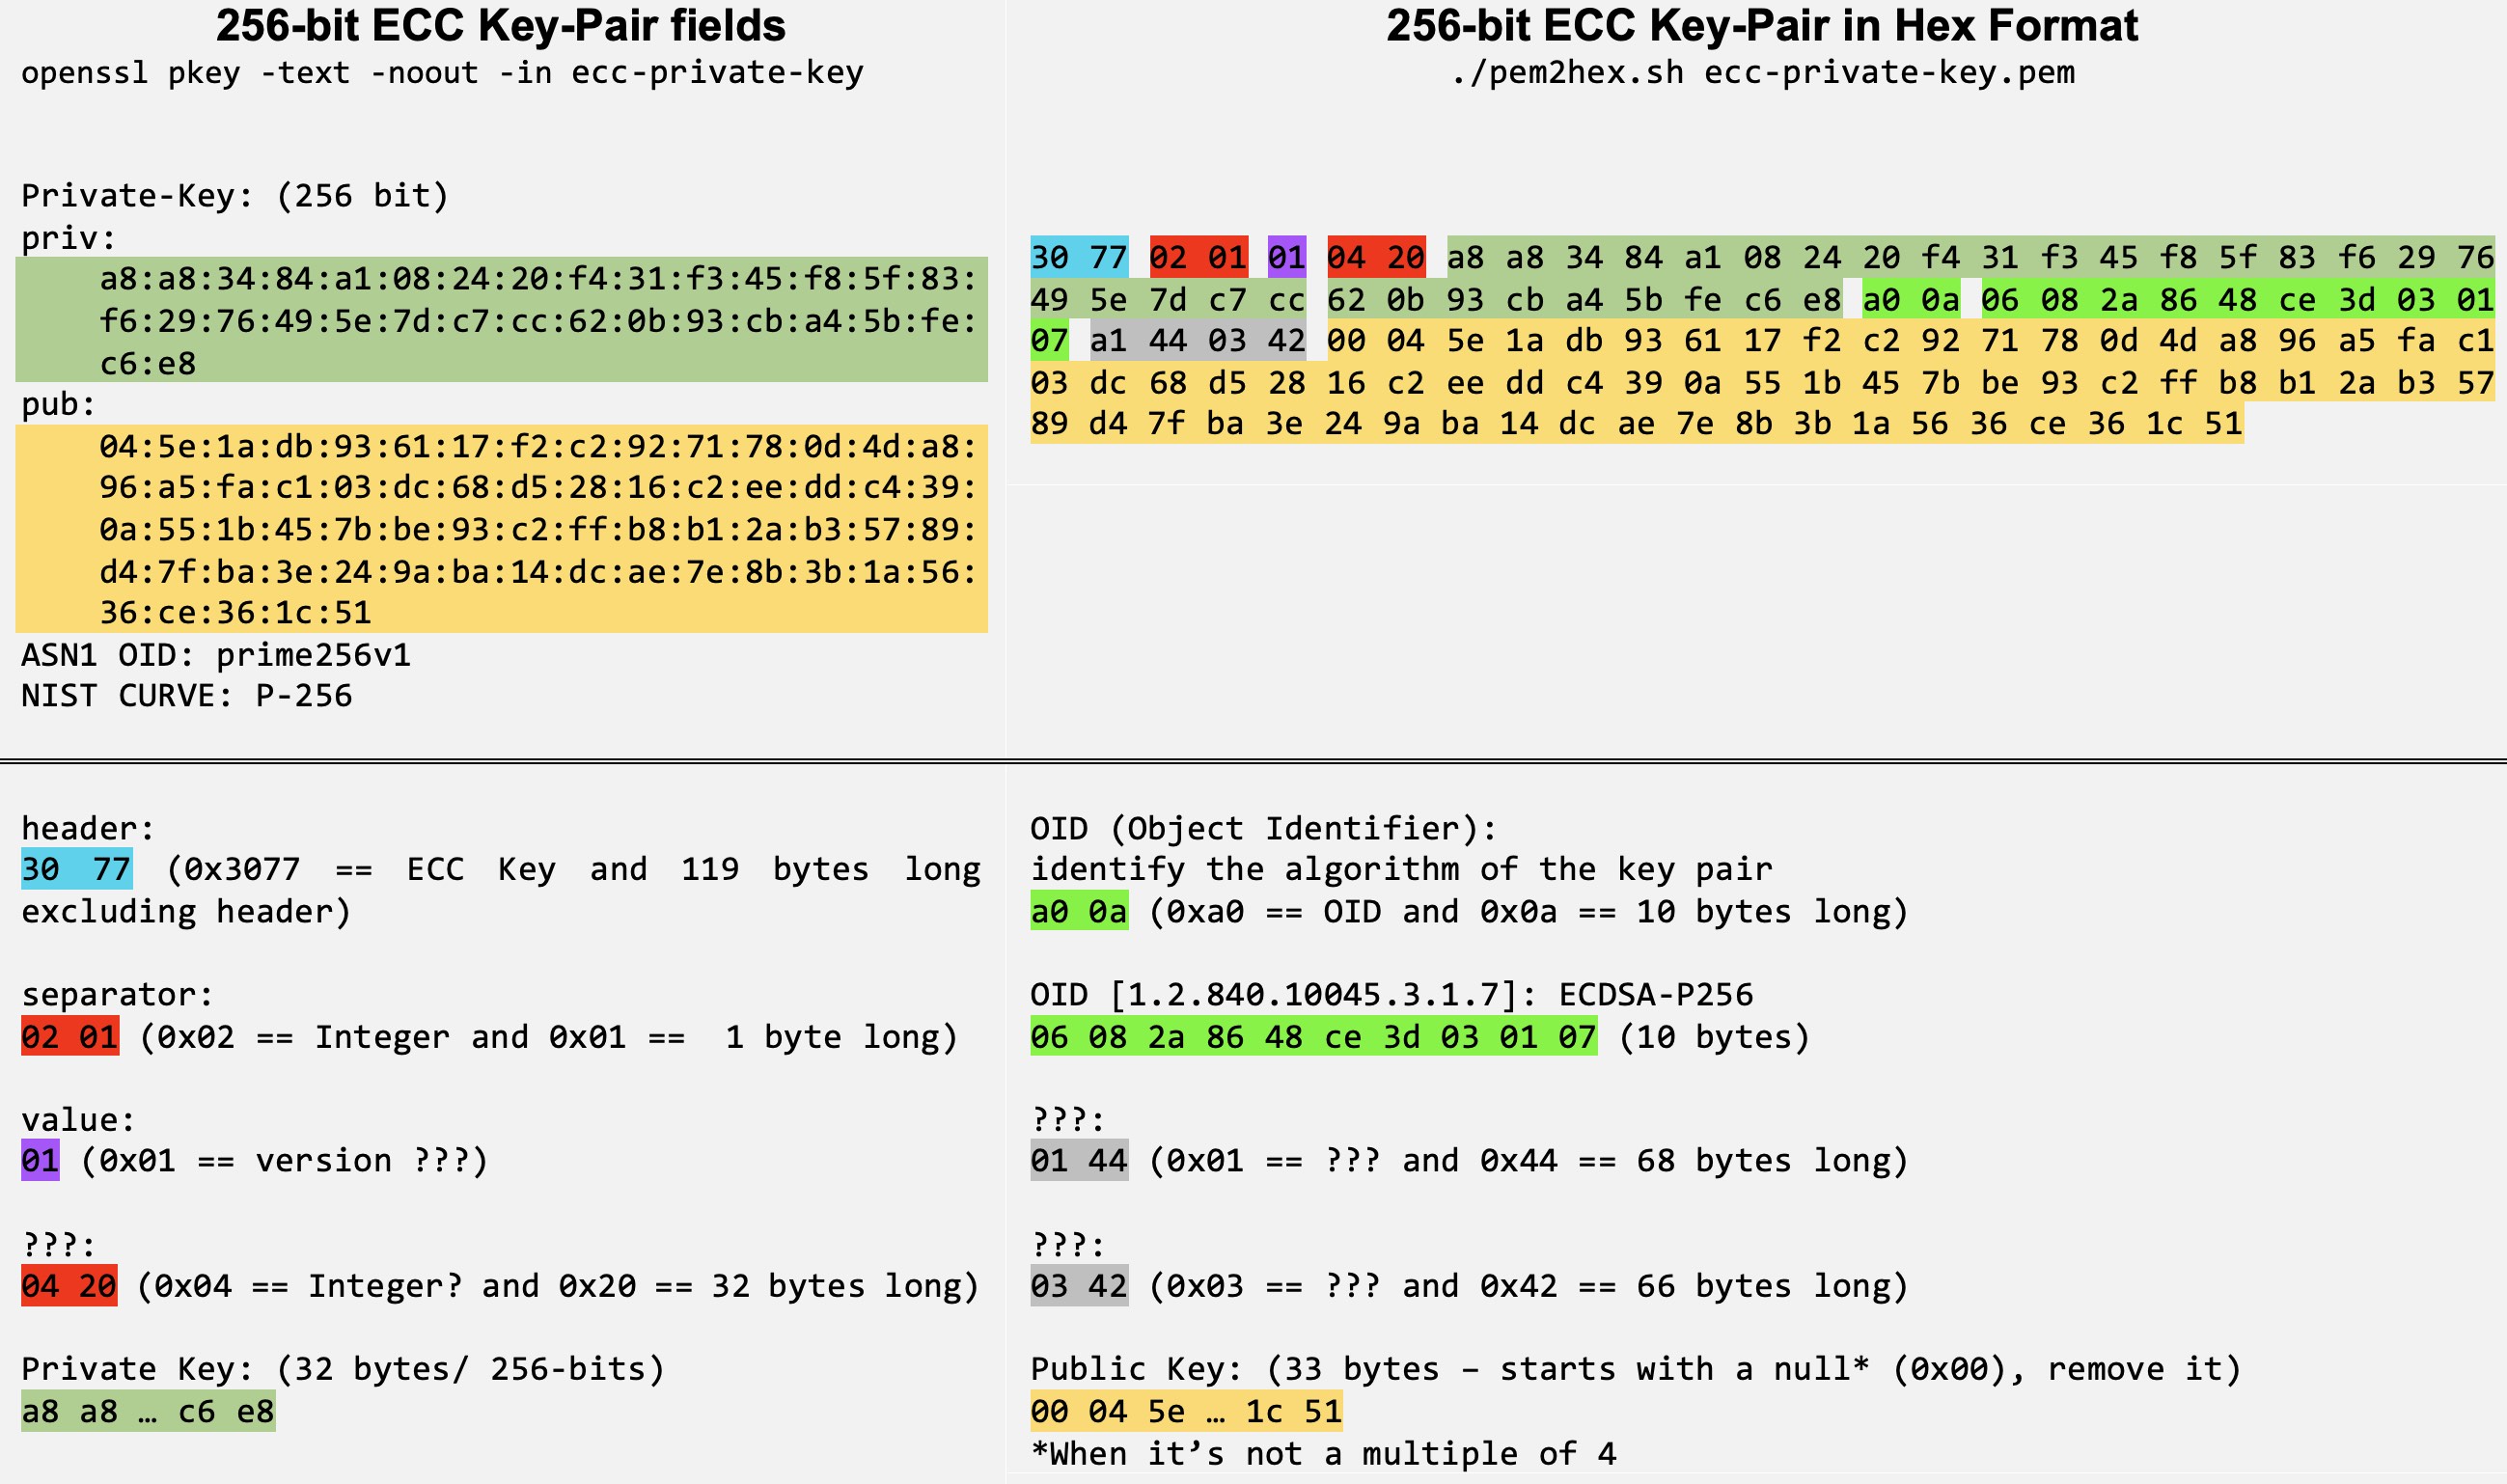 256-bit ECC Key-Pair fields
openssl pkey -text -noout -in ecc-private-key
Private-Key: (256 bit)
priv:
a8:a8:34:84:a1:08:24:20:f4:31:f3:45:f8:5f:83:
f6:29:76:49:5e:7d:c7:cc:62:0b:93:cb:a4:5b:fe:
c6:e8
pub:
04:5e:1a:db:93:61:17:f2:c2:92:71:78:0d:4d:a8:
96:a5:fa:c1:03:dc:68:d5:28:16:c2:ee:dd:c4:39:
0a:55:1b:45:7b:be:93:c2:ff:b8:b1:2a:b3:57:89:
d4:7f:ba:3e:24:9a:ba:14:dc:ae:7e:8b:3b:1a:56:
36:ce:36:1c:51
ASN1 OID: prime256v1
NIST CURVE: P-256
256-bit ECC Key-Pair in Hex Format
./pem2hex.sh ecc-private-key.pem
30 77 02 01 01 04 20 a8 a8 34 84 a1 08 24 20 f4 31 f3 45 f8 5f 83 f6 29 76
49 5e 7d c7 cc 62 0b 93 cb a4 5b fe c6 e8 a0 0a 06 08 2a 86 48 ce 3d 03 01
07 a1 44 03 42 00 04 5e 1a db 93 61 17 f2 c2 92 71 78 0d 4d a8 96 a5 fa c1
03 dc 68 d5 28 16 c2 ee dd c4 39 0a 55 1b 45 7b be 93 c2 ff b8 b1 2a b3 57
89 d4 7f ba 3e 24 9a ba 14 dc ae 7e 8b 3b 1a 56 36 ce 36 1c 51
header:
30 77 (0x3077 == ECC Key and 119 bytes long
excluding header)
separator:
02 01 (0x02 == Integer and 0x01 == 1 byte long)
value:
01 (0x01 == version ???)
???:
04 20 (0x04 == Integer? and 0x20 == 32 bytes long)
Private Key: (32 bytes/ 256-bits)
a8 a8 … c6 e8
OID (Object Identifier):
identify the algorithm of the key pair
a0 0a (0xa0 == OID and 0x0a == 10 bytes long)
OID [1.2.840.10045.3.1.7]: ECDSA-P256
06 08 2a 86 48 ce 3d 03 01 07 (10 bytes)
???:
01 44 (0x01 == ??? and 0x44 == 68 bytes long)
???:
03 42 (0x03 == ??? and 0x42 == 66 bytes long)
Public Key: (33 bytes – starts with a null* (0x00), remove it)
00 04 5e … 1c 51
*When it’s not a multiple of 4